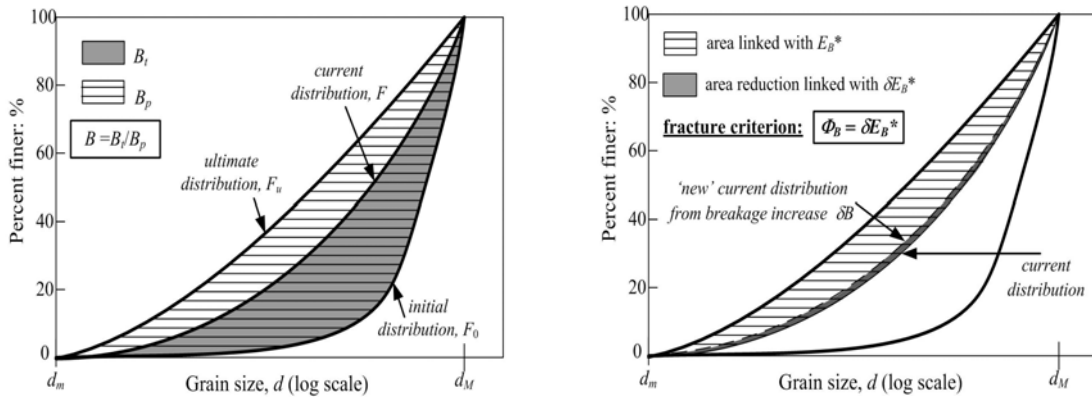 100
80
60
40
20
0
Percent finer: %
B_t
B_p
B =B_t/B_p
current
distribution, F
ultimate
distribution, F_u
initial
distribution, F_0
d_m
Grain size, d (log scale)
d_M
100
80
60
40
20
0
Percent finer: %
area linked with E_B*
area reduction linked with δE_B*
fracture criterion: Φ_B = δE_B*
‘new’ current distribution
from breakage increase δB
current
distribution
d_m
Grain size, d (log scale)
d_M